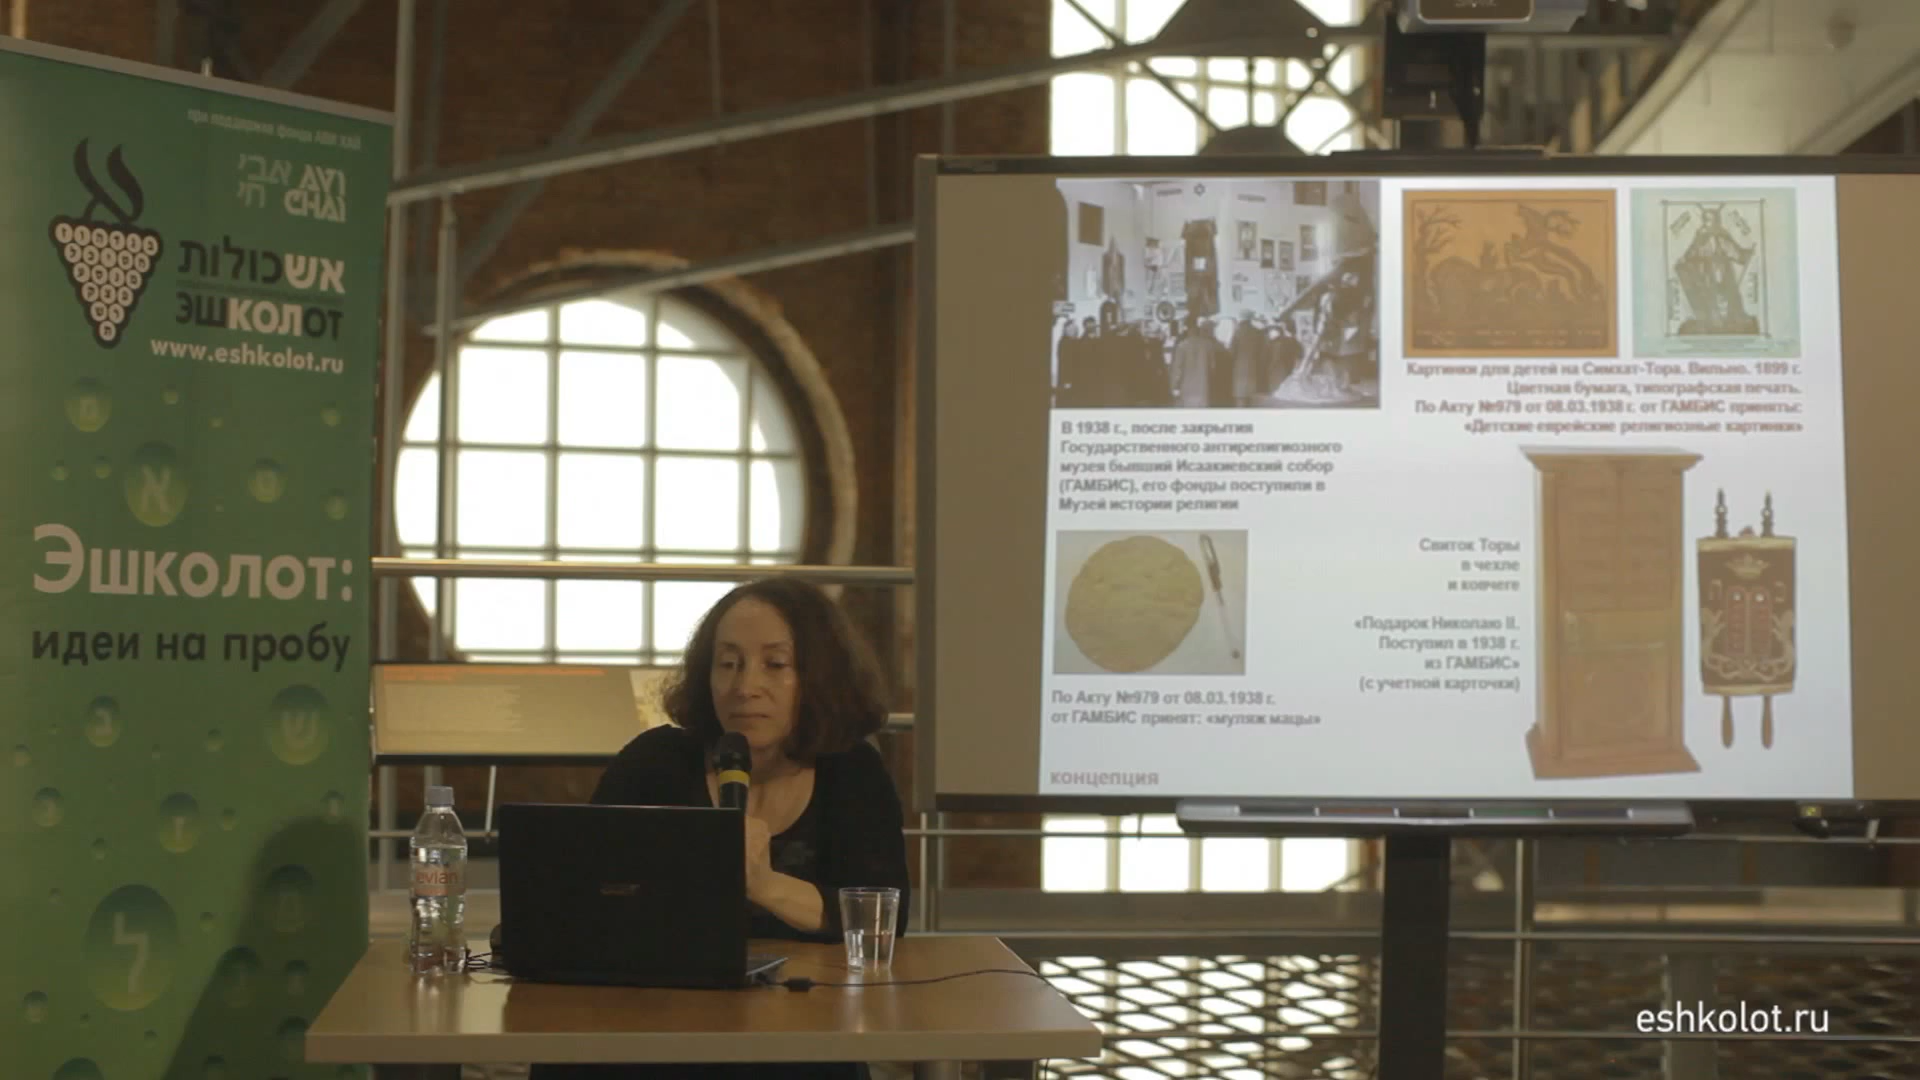 при поддержке фонда АВИ ХАЙ
אבי חי
AVI CHAI
אשכולות
ЭШКОЛОТ
www.eshkolot.ru
Эшколот:
идеи на пробу
В 1938 г., после закрытия
Государственного антирелигиозного
музея бывший Исаакиевский собор
(ГАМБИС), его фонды поступили в
Музей истории религии
Картинки для детей на Симхат-Тора. Вильно. 1899 г.
Цветная бумага, типографская печать.
По Акту №979 от 08.03.1938 г. от ГАМБИС приняты:
«Детские еврейские религиозные картинки»
По Акту №979 от 08.03.1938 г.
от ГАМБИС принят: «муляж мацы»
Свиток Торы
в чехле
и ковчеге
«Подарок Николаю II.
Поступил в 1938 г.
из ГАМБИС»
(с учетной карточки)
концепция
evian
eshkolot.ru